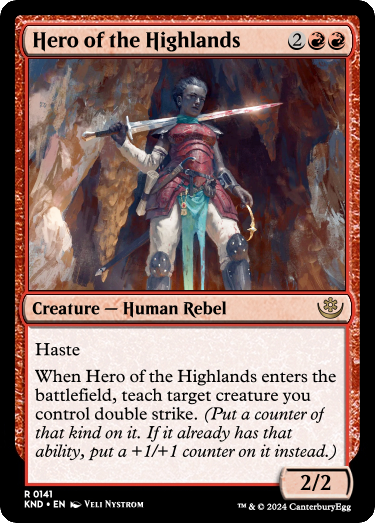 Hero of the Highlands 2
Creature — Human Rebel
Haste
When Hero of the Highlands enters the
battlefield, teach target creature you
control double strike. (Put a counter of
that kind on it. If it already has that
ability, put a +1/+1 counter on it instead.)
2/2
R 0141
KND • EN Veli Nystrom
™ & © 2024 CanterburyEgg